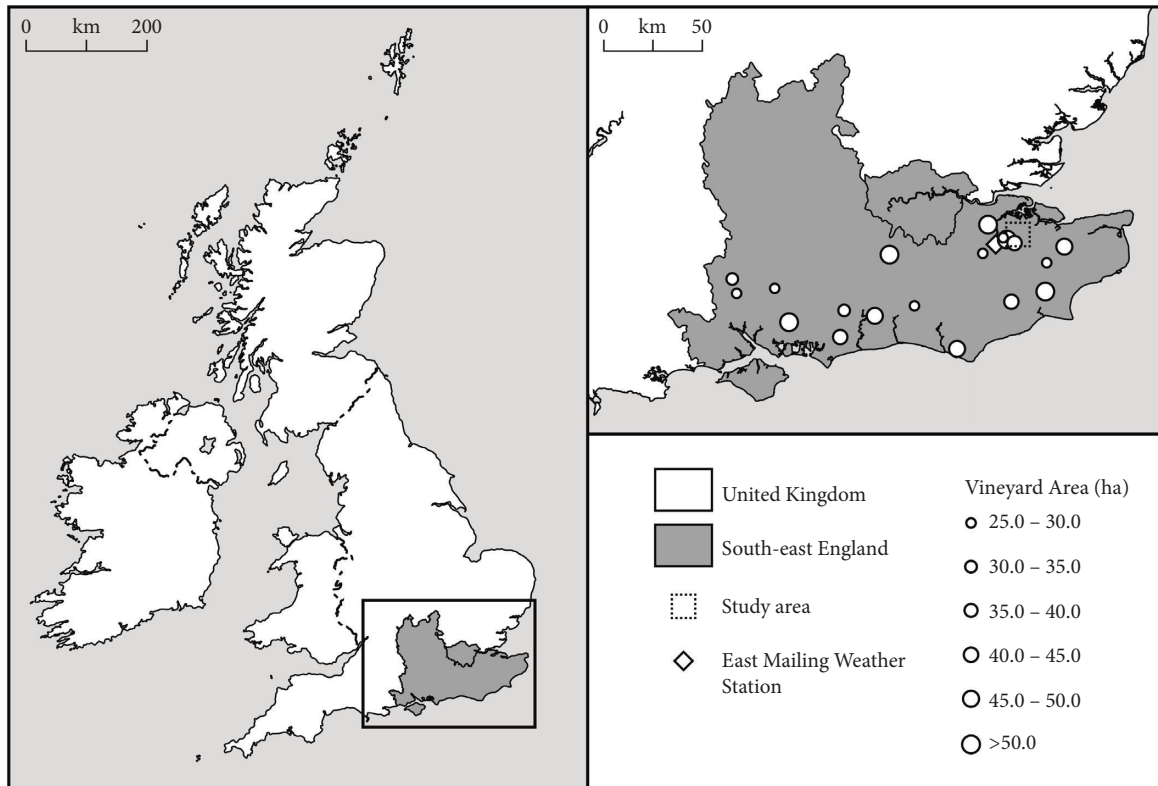 0 km 200
0 km 50
United Kingdom
South-east England
Study area
East Mailing Weather
Station
Vineyard Area (ha)
25.0 – 30.0
30.0 – 35.0
35.0 – 40.0
40.0 – 45.0
45.0 – 50.0
>50.0